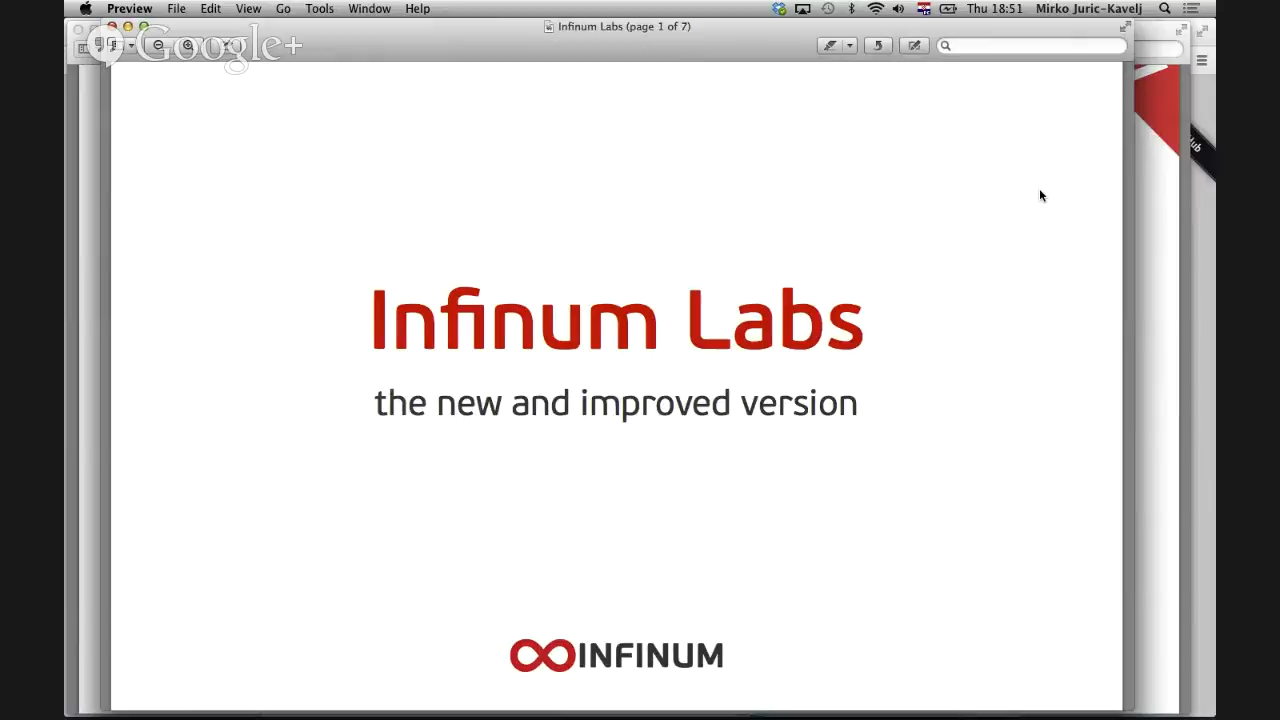 Preview File Edit View Go Tools Window Help Thu 18:51 Mirko Juric-Kavelj
Infinum Labs (page 1 of 7)
Google+
Infinum Labs
the new and improved version
INFINUM